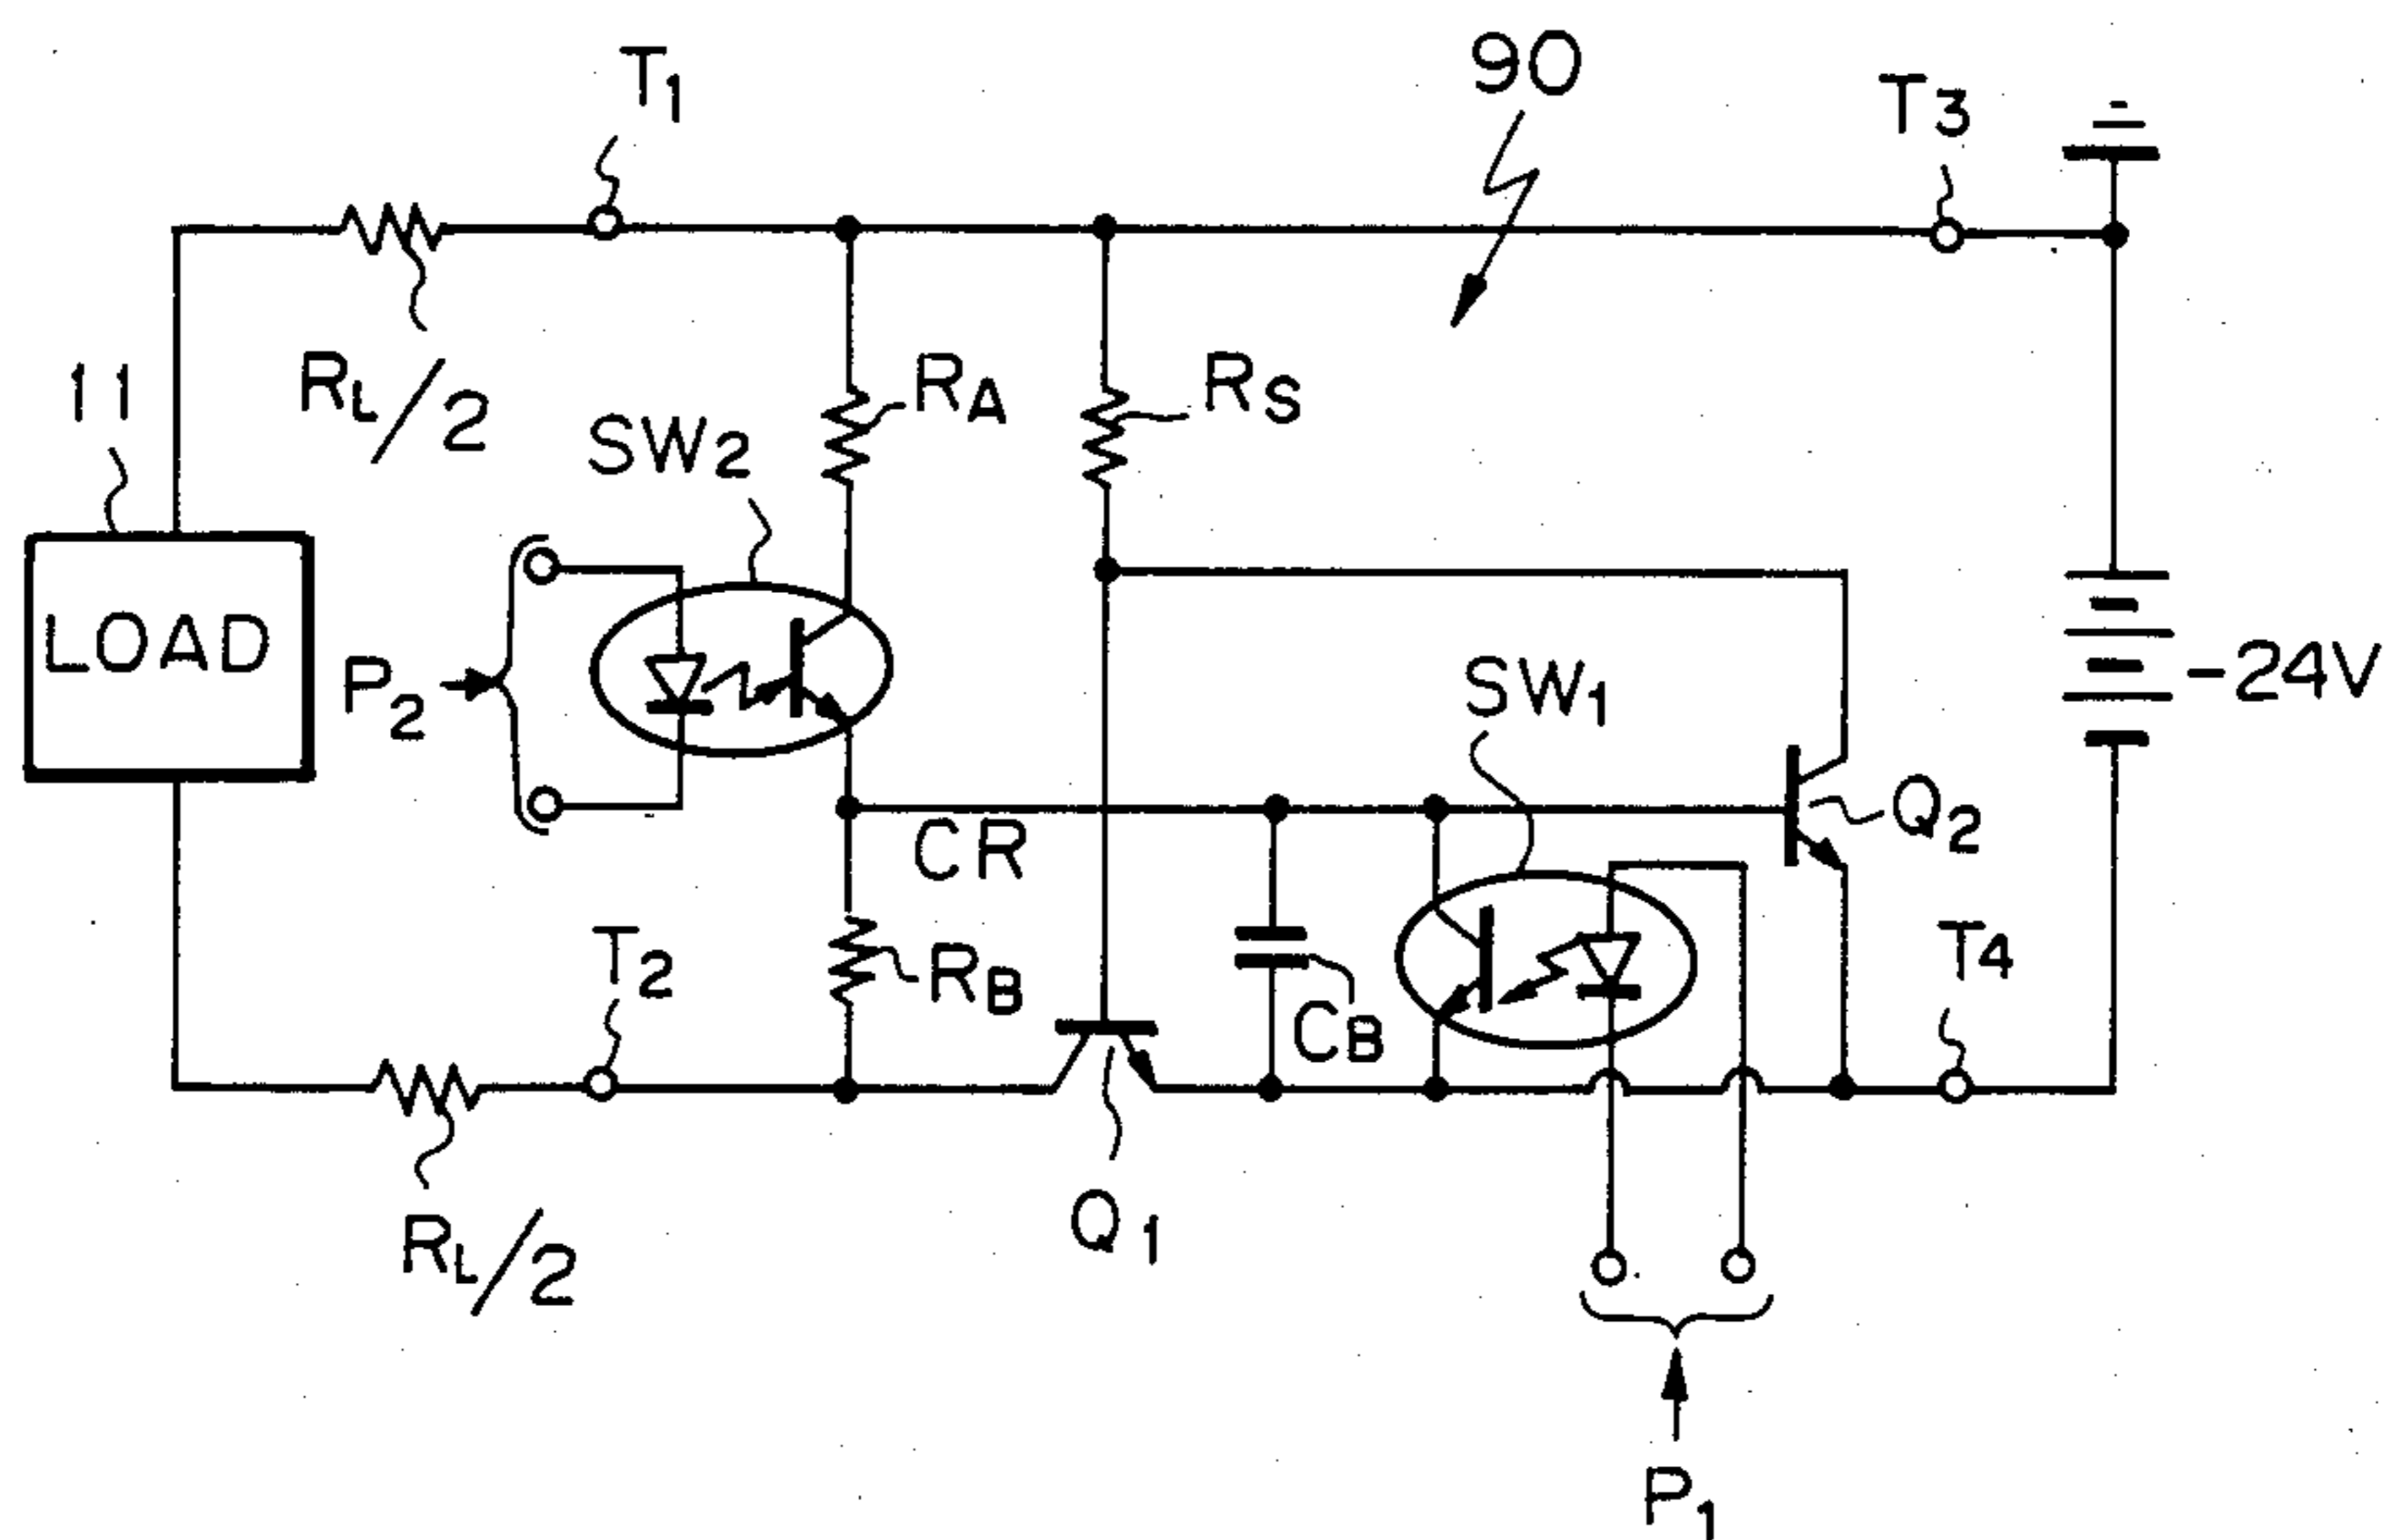 T1
90
T3
11
RL/2
RA
RS
SW2
LOAD
P2
SW1
-24V
Q2
CR
T2
RB
CB
T4
Q1
RL/2
P1